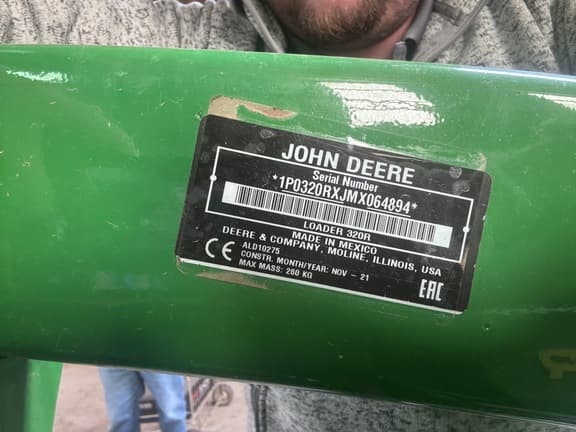 JOHN DEERE
Serial Number
*1P0320RXJMX064894*
LOADER 320R
MADE IN MEXICO
DEERE & COMPANY, MOLINE, ILLINOIS, USA
ALD10275
CONSTR. MONTH/YEAR: NOV - 21
MAX MASS: 260 KG
CE
EAC